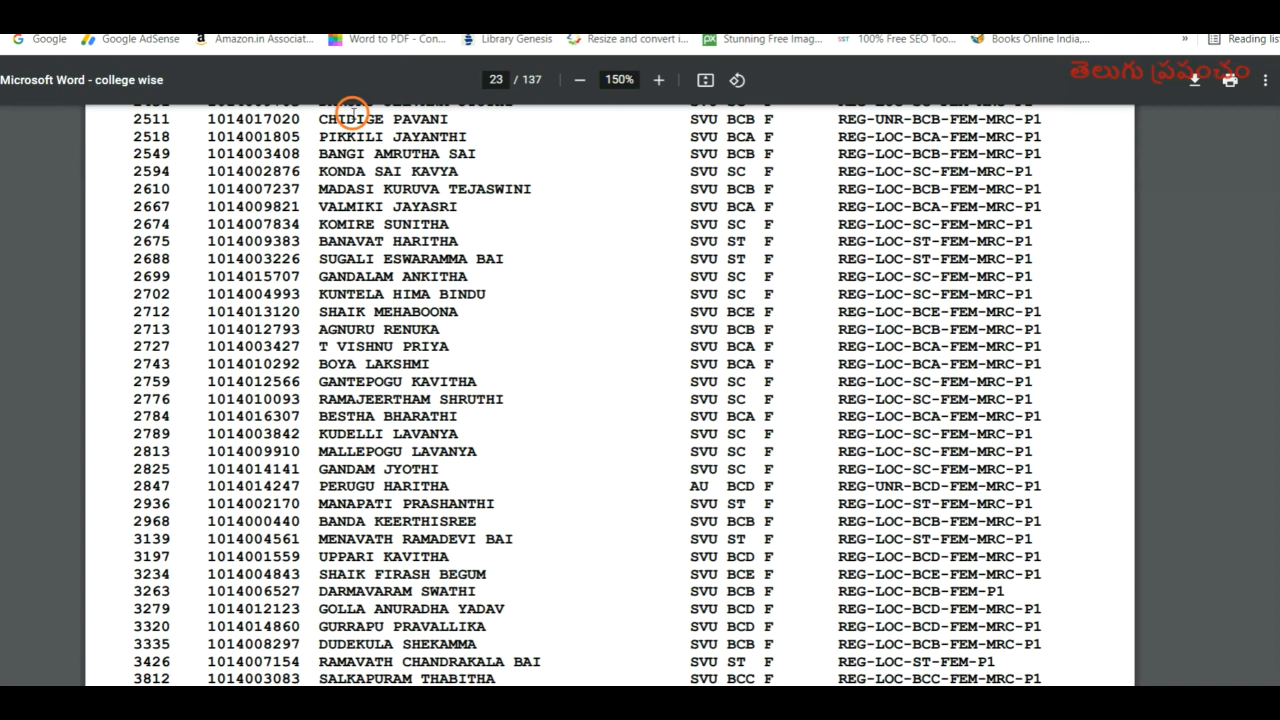 Google Google AdSense Amazon.in Associat... Word to PDF - Con... Library Genesis Resize and convert i... Stunning Free Imag... 100% Free SEO Too... Books Online India,... » Reading list
Microsoft Word - college wise 23 / 137 150% తెలుగు ప్రపంచం
2511 1014017020 CHIDIGE PAVANI SVU BCB F REG-UNR-BCB-FEM-MRC-P1
2518 1014001805 PIKKILI JAYANTHI SVU BCA F REG-LOC-BCA-FEM-MRC-P1
2549 1014003408 BANGI AMRUTHA SAI SVU BCB F REG-LOC-BCB-FEM-MRC-P1
2594 1014002876 KONDA SAI KAVYA SVU SC F REG-LOC-SC-FEM-MRC-P1
2610 1014007237 MADASI KURUVA TEJASWINI SVU BCB F REG-LOC-BCB-FEM-MRC-P1
2667 1014009821 VALMIKI JAYASRI SVU BCA F REG-LOC-BCA-FEM-MRC-P1
2674 1014007834 KOMIRE SUNITHA SVU SC F REG-LOC-SC-FEM-MRC-P1
2675 1014009383 BANAVAT HARITHA SVU ST F REG-LOC-ST-FEM-MRC-P1
2688 1014003226 SUGALI ESWARAMMA BAI SVU ST F REG-LOC-ST-FEM-MRC-P1
2699 1014015707 GANDALAM ANKITHA SVU SC F REG-LOC-SC-FEM-MRC-P1
2702 1014004993 KUNTELA HIMA BINDU SVU SC F REG-LOC-SC-FEM-MRC-P1
2712 1014013120 SHAIK MEHABOONA SVU BCE F REG-LOC-BCE-FEM-MRC-P1
2713 1014012793 AGNURU RENUKA SVU BCB F REG-LOC-BCB-FEM-MRC-P1
2727 1014003427 T VISHNU PRIYA SVU BCA F REG-LOC-BCA-FEM-MRC-P1
2743 1014010292 BOYA LAKSHMI SVU BCA F REG-LOC-BCA-FEM-MRC-P1
2759 1014012566 GANTEPOGU KAVITHA SVU SC F REG-LOC-SC-FEM-MRC-P1
2776 1014010093 RAMAJEERTHAM SHRUTHI SVU SC F REG-LOC-SC-FEM-MRC-P1
2784 1014016307 BESTHA BHARATHI SVU BCA F REG-LOC-BCA-FEM-MRC-P1
2789 1014003842 KUDELLI LAVANYA SVU SC F REG-LOC-SC-FEM-MRC-P1
2813 1014009910 MALLEPOGU LAVANYA SVU SC F REG-LOC-SC-FEM-MRC-P1
2825 1014014141 GANDAM JYOTHI SVU SC F REG-LOC-SC-FEM-MRC-P1
2847 1014014247 PERUGU HARITHA AU BCD F REG-UNR-BCD-FEM-MRC-P1
2936 1014002170 MANAPATI PRASHANTHI SVU ST F REG-LOC-ST-FEM-MRC-P1
2968 1014000440 BANDA KEERTHISREE SVU BCB F REG-LOC-BCB-FEM-MRC-P1
3139 1014004561 MENAVATH RAMADEVI BAI SVU ST F REG-LOC-ST-FEM-MRC-P1
3197 1014001559 UPPARI KAVITHA SVU BCD F REG-LOC-BCD-FEM-MRC-P1
3234 1014004843 SHAIK FIRASH BEGUM SVU BCE F REG-LOC-BCE-FEM-MRC-P1
3263 1014006527 DARMAVARAM SWATHI SVU BCB F REG-LOC-BCB-FEM-P1
3279 1014012123 GOLLA ANURADHA YADAV SVU BCD F REG-LOC-BCD-FEM-MRC-P1
3320 1014014860 GURRAPU PRAVALLIKA SVU BCD F REG-LOC-BCD-FEM-MRC-P1
3335 1014008297 DUDEKULA SHEKAMMA SVU BCB F REG-LOC-BCB-FEM-MRC-P1
3426 1014007154 RAMAVATH CHANDRAKALA BAI SVU ST F REG-LOC-ST-FEM-P1
3812 1014003083 SALKAPURAM THABITHA SVU BCC F REG-LOC-BCC-FEM-MRC-P1